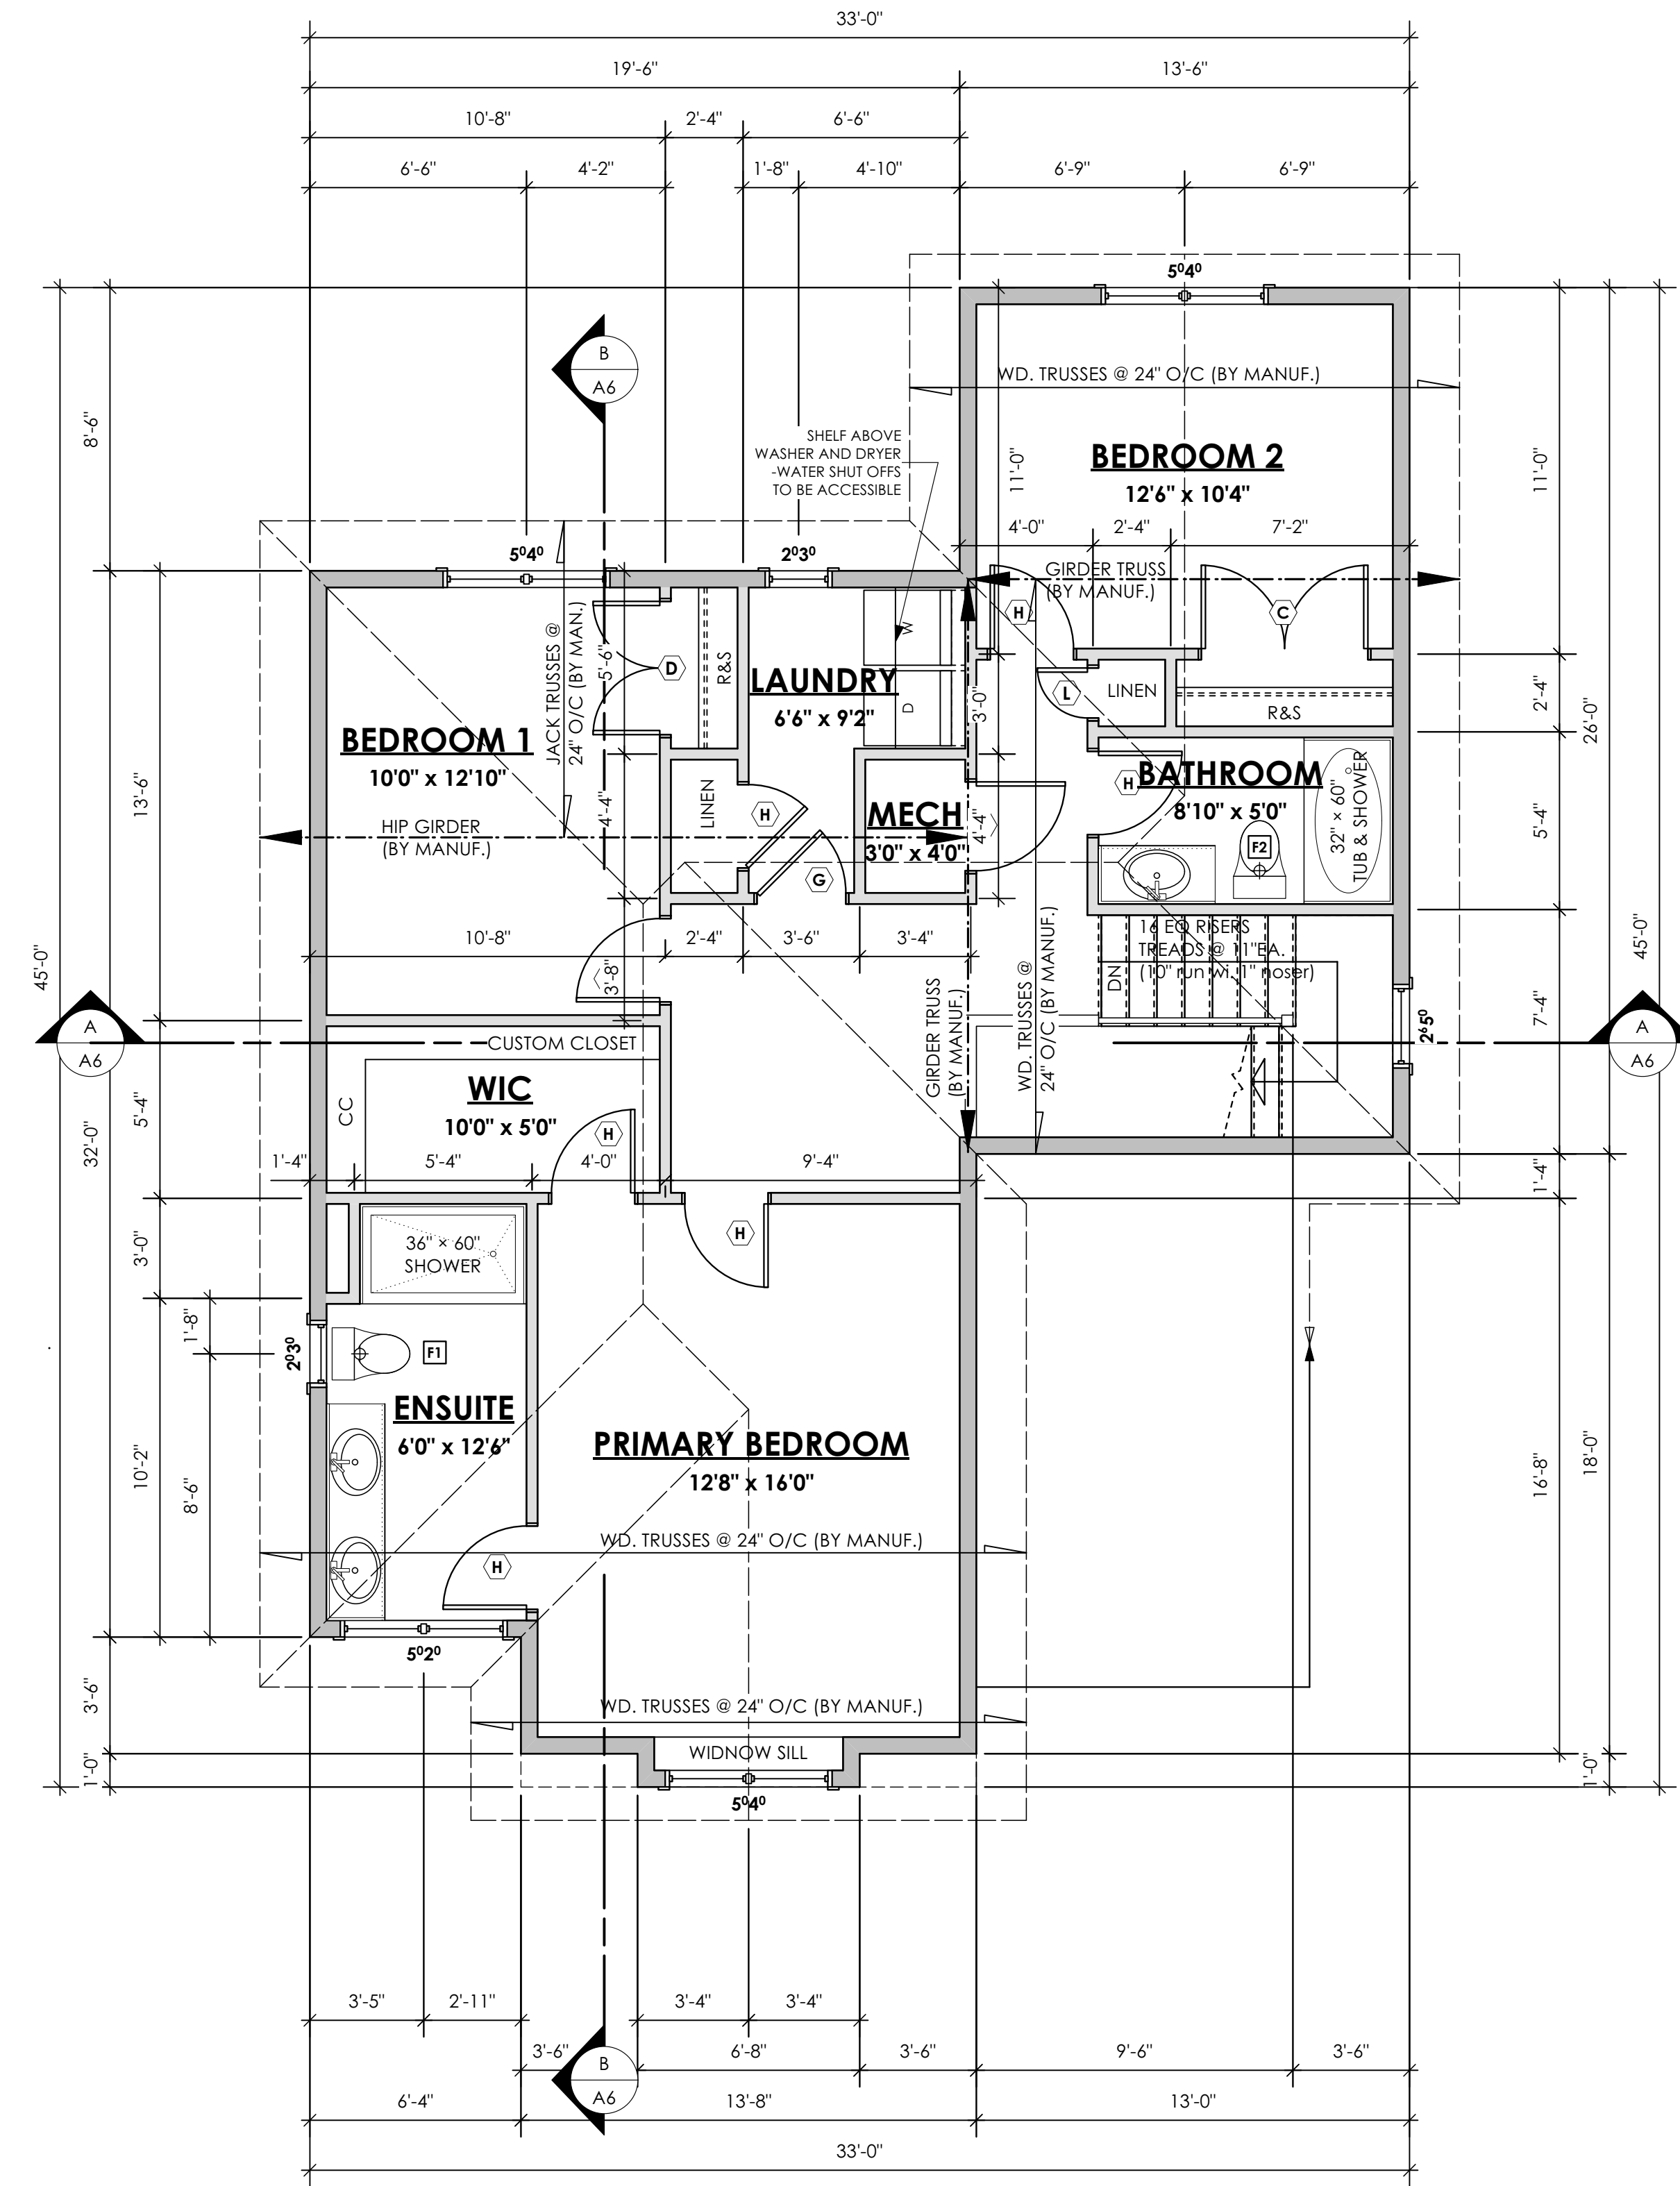 33'-0"
19'-6"
13'-6"
10'-8"
2'-4"
6'-6"
6'-6"
4'-2"
1'-8"
4'-10"
6'-9"
6'-9"
5⁰4⁰
B
A6
WD. TRUSSES @ 24" O/C (BY MANUF.)
8'-6"
SHELF ABOVE
WASHER AND DRYER
-WATER SHUT OFFS
TO BE ACCESSIBLE
11'-0"
BEDROOM 2
12'6" x 10'4"
11'-0"
4'-0"
2'-4"
7'-2"
5⁰4⁰
2⁰3⁰
GIRDER TRUSS
(BY MANUF.)
H
C
W
D
R&S
JACK TRUSSES @
24" O/C (BY MAN.)
5'-6"
LAUNDRY
6'6" x 9'2"
D
3'-0"
L
LINEN
R&S
2'-4"
26'-0"
BEDROOM 1
10'0" x 12'10"
13'-6"
LINEN
H
MECH
3'0" x 4'0"
4'-4"
4'-4"
H
BATHROOM
8'10" x 5'0"
32" × 60"
TUB & SHOWER
F2
5'-4"
HIP GIRDER
(BY MANUF.)
G
10'-8"
2'-4"
3'-6"
3'-4"
3'-8"
16 EQ RISERS
TREADS @ 11"EA.
(10" run wi. 1" noser)
DN
GIRDER TRUSS
(BY MANUF.)
WD. TRUSSES @
24" O/C (BY MANUF.)
45'-0"
45'-0"
7'-4"
2⁶5⁰
A
A6
A
A6
CUSTOM CLOSET
WIC
10'0" x 5'0"
CC
H
5'-4"
32'-0"
1'-4"
5'-4"
4'-0"
9'-4"
1'-4"
3'-0"
36" × 60"
SHOWER
H
1'-8"
2⁰3⁰
F1
ENSUITE
6'0" x 12'6"
PRIMARY BEDROOM
12'8" x 16'0"
10'-2"
8'-6"
16'-8"
18'-0"
WD. TRUSSES @ 24" O/C (BY MANUF.)
H
5⁰2⁰
3'-6"
WD. TRUSSES @ 24" O/C (BY MANUF.)
WIDNOW SILL
1'-0"
1'-0"
5⁰4⁰
3'-5"
2'-11"
3'-4"
3'-4"
3'-6"
B
A6
6'-8"
3'-6"
9'-6"
3'-6"
6'-4"
13'-8"
13'-0"
33'-0"